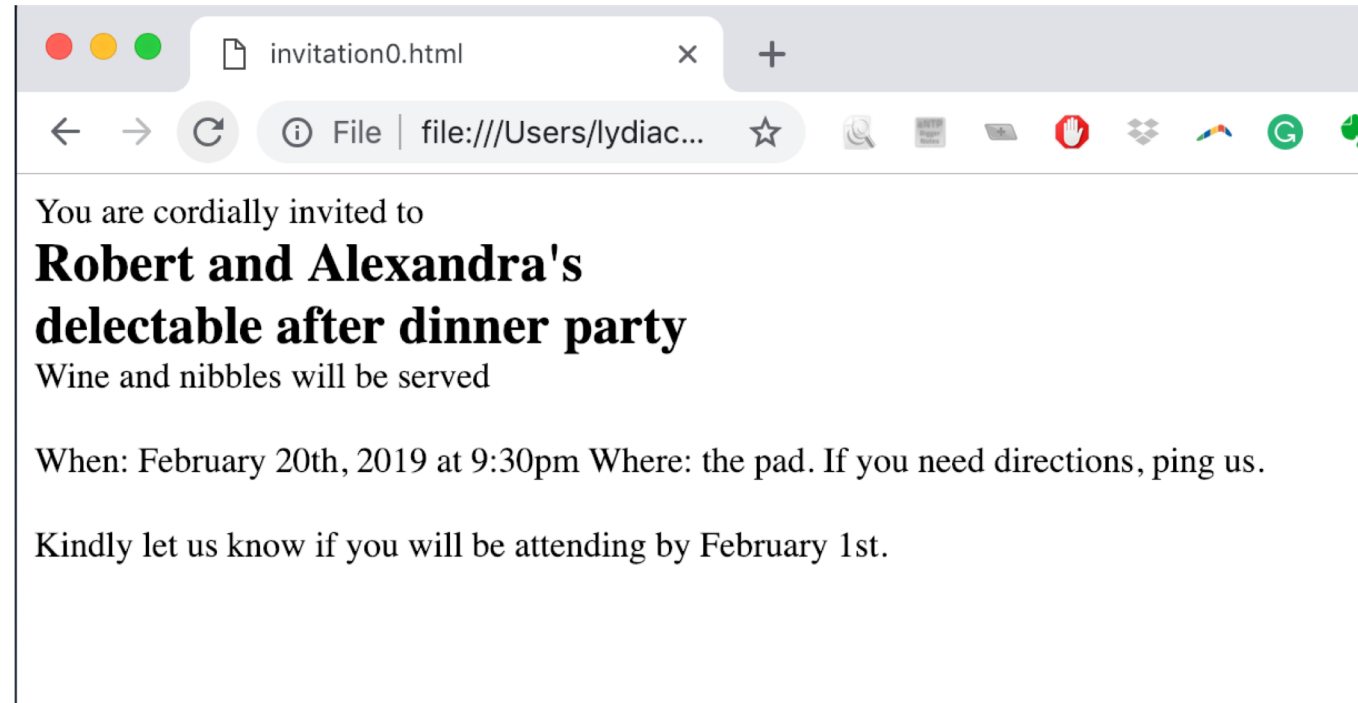 invitation0.html
File file:///Users/lydiac...
You are cordially invited to
Robert and Alexandra's
delectable after dinner party
Wine and nibbles will be served
When: February 20th, 2019 at 9:30pm Where: the pad. If you need directions, ping us.
Kindly let us know if you will be attending by February 1st.